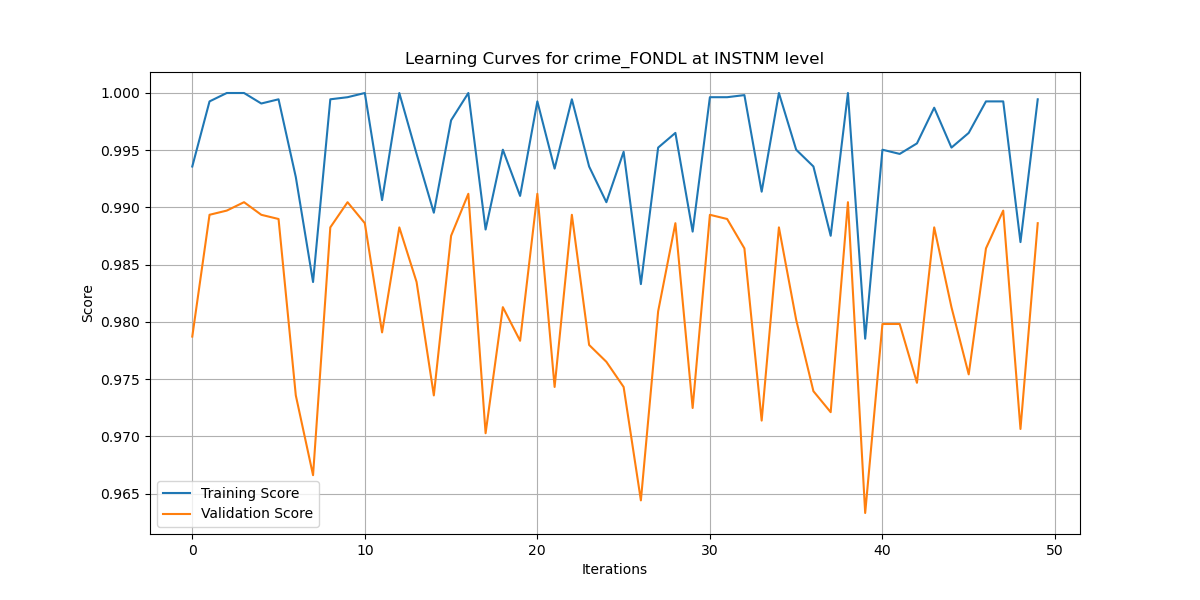 Learning Curves for crime_FONDL at INSTNM level
1.000
0.995
0.990
0.985
0.980
0.975
0.970
0.965
Score
Training Score
Validation Score
0 10 20 30 40 50
Iterations